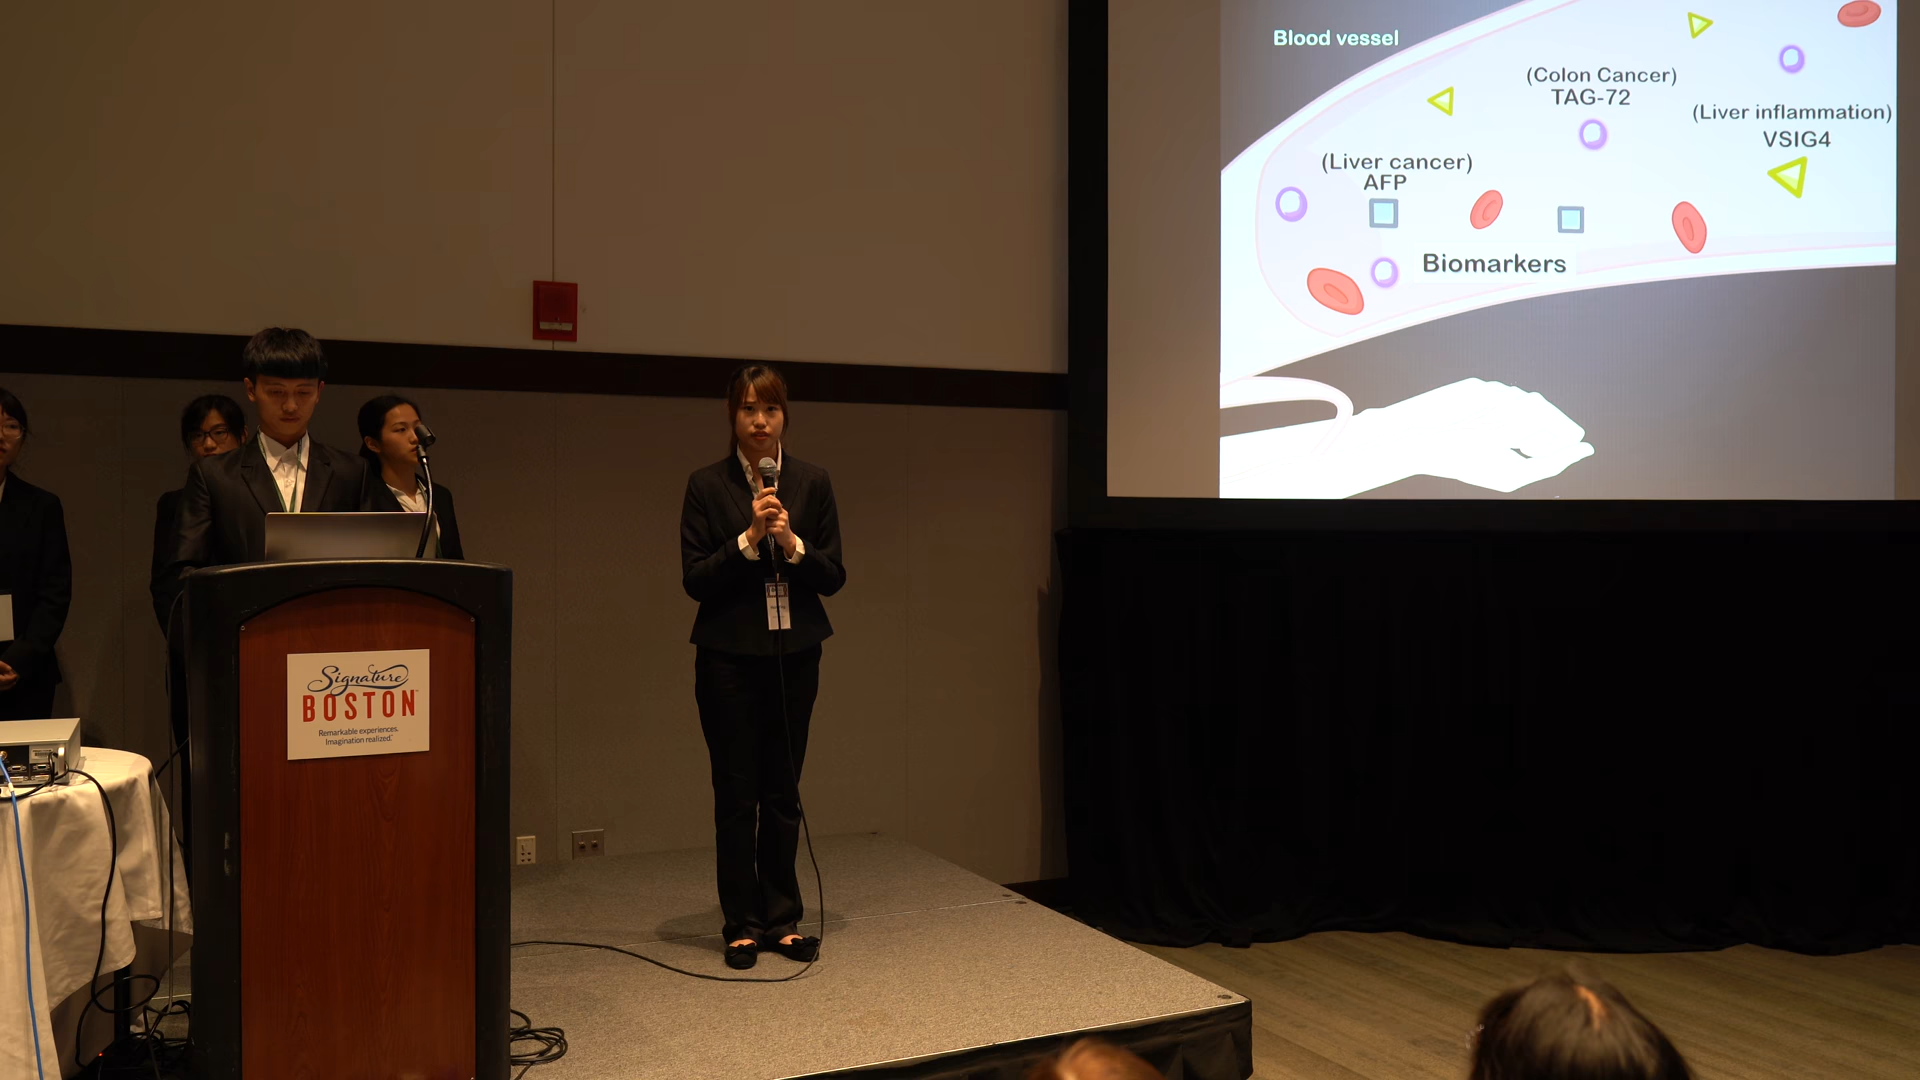 Blood vessel
(Colon Cancer)
TAG-72
(Liver inflammation)
VSIG4
(Liver cancer)
AFP
Biomarkers
Signature
BOSTON
Remarkable experiences.
Imagination realized.